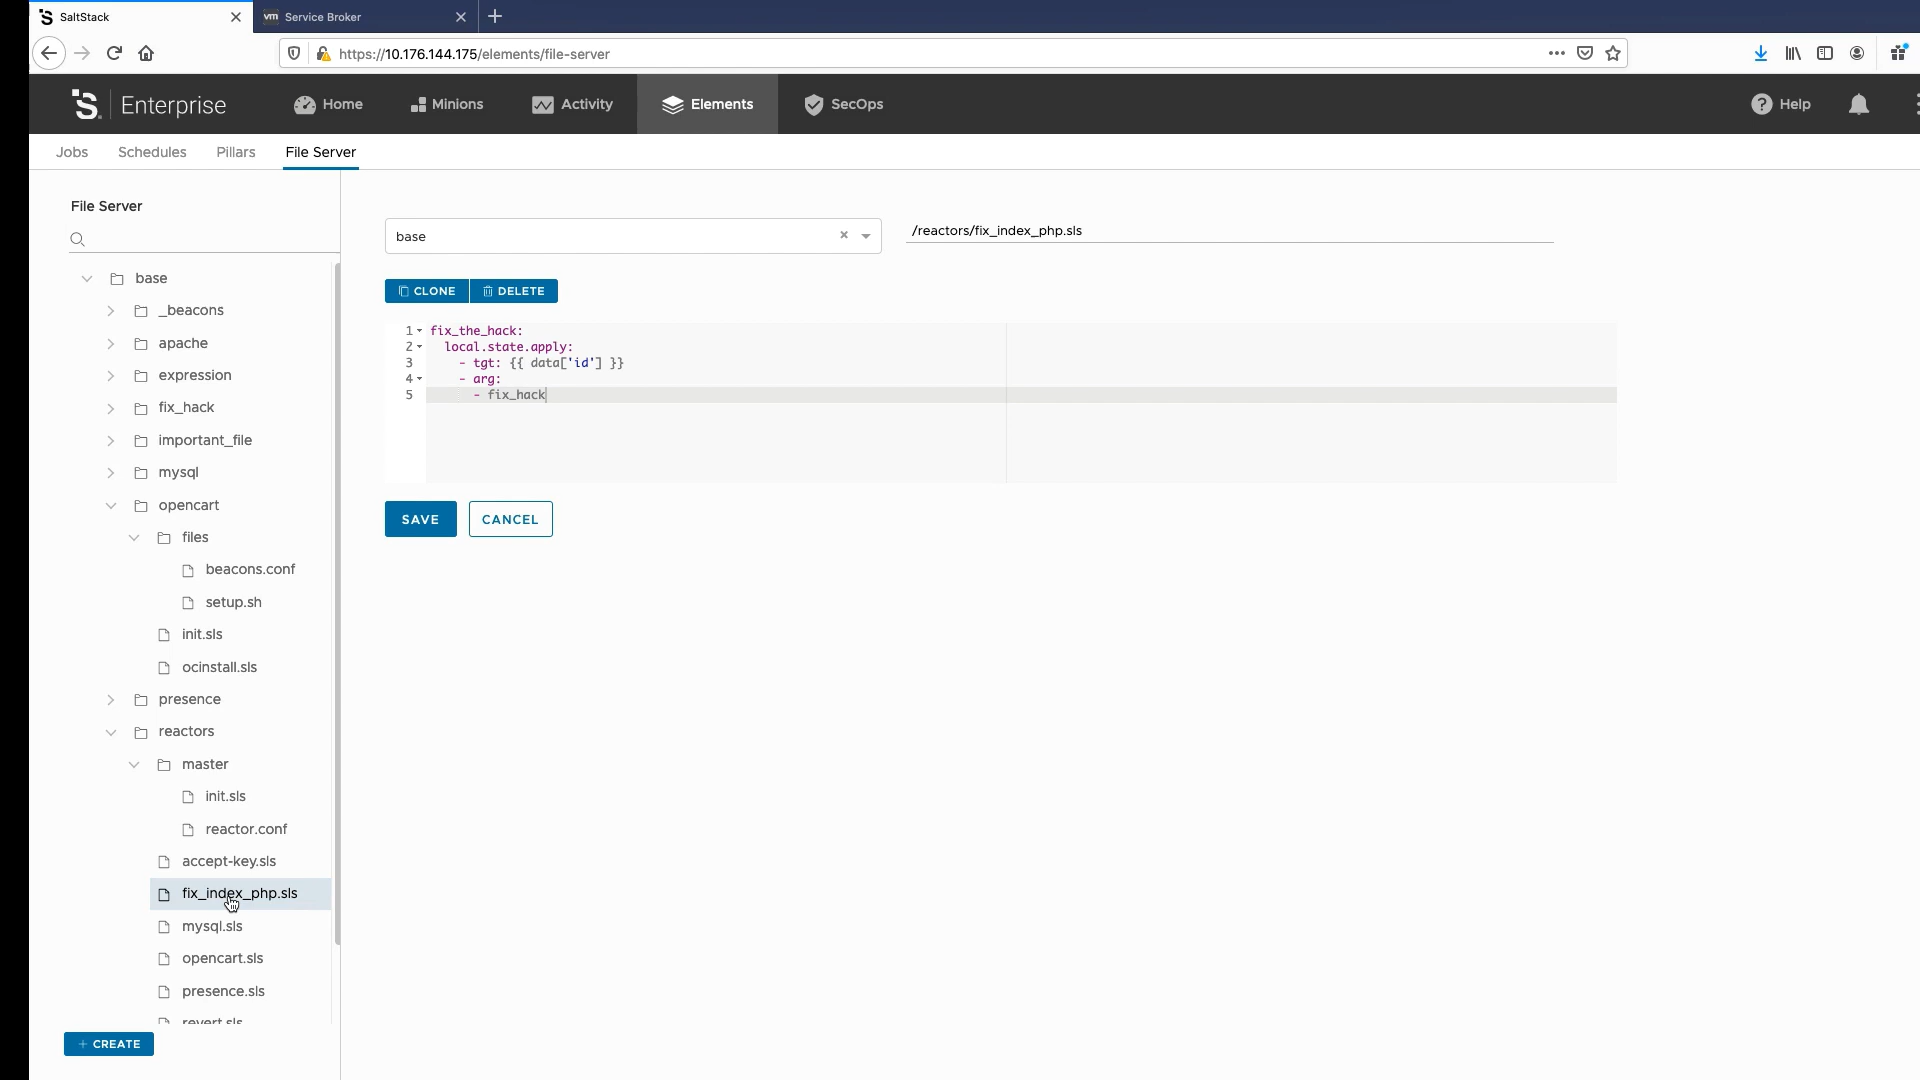 SaltStack
vm Service Broker
https://10.176.144.175/elements/file-server
S. Enterprise
Home
Minions
Activity
Elements
SecOps
Help
Jobs
Schedules
Pillars
File Server
File Server
base
_beacons
apache
expression
fix_hack
important_file
mysql
opencart
files
beacons.conf
setup.sh
init.sls
ocinstall.sls
presence
reactors
master
init.sls
reactor.conf
accept-key.sls
fix_index_php.sls
mysql.sls
opencart.sls
presence.sls
revert.sls
+ CREATE
base
/reactors/fix_index_php.sls
CLONE
DELETE
1 fix_the_hack:
2 local.state.apply:
3 - tgt: {{ data['id'] }}
4 - arg:
5 - fix_hack
SAVE
CANCEL